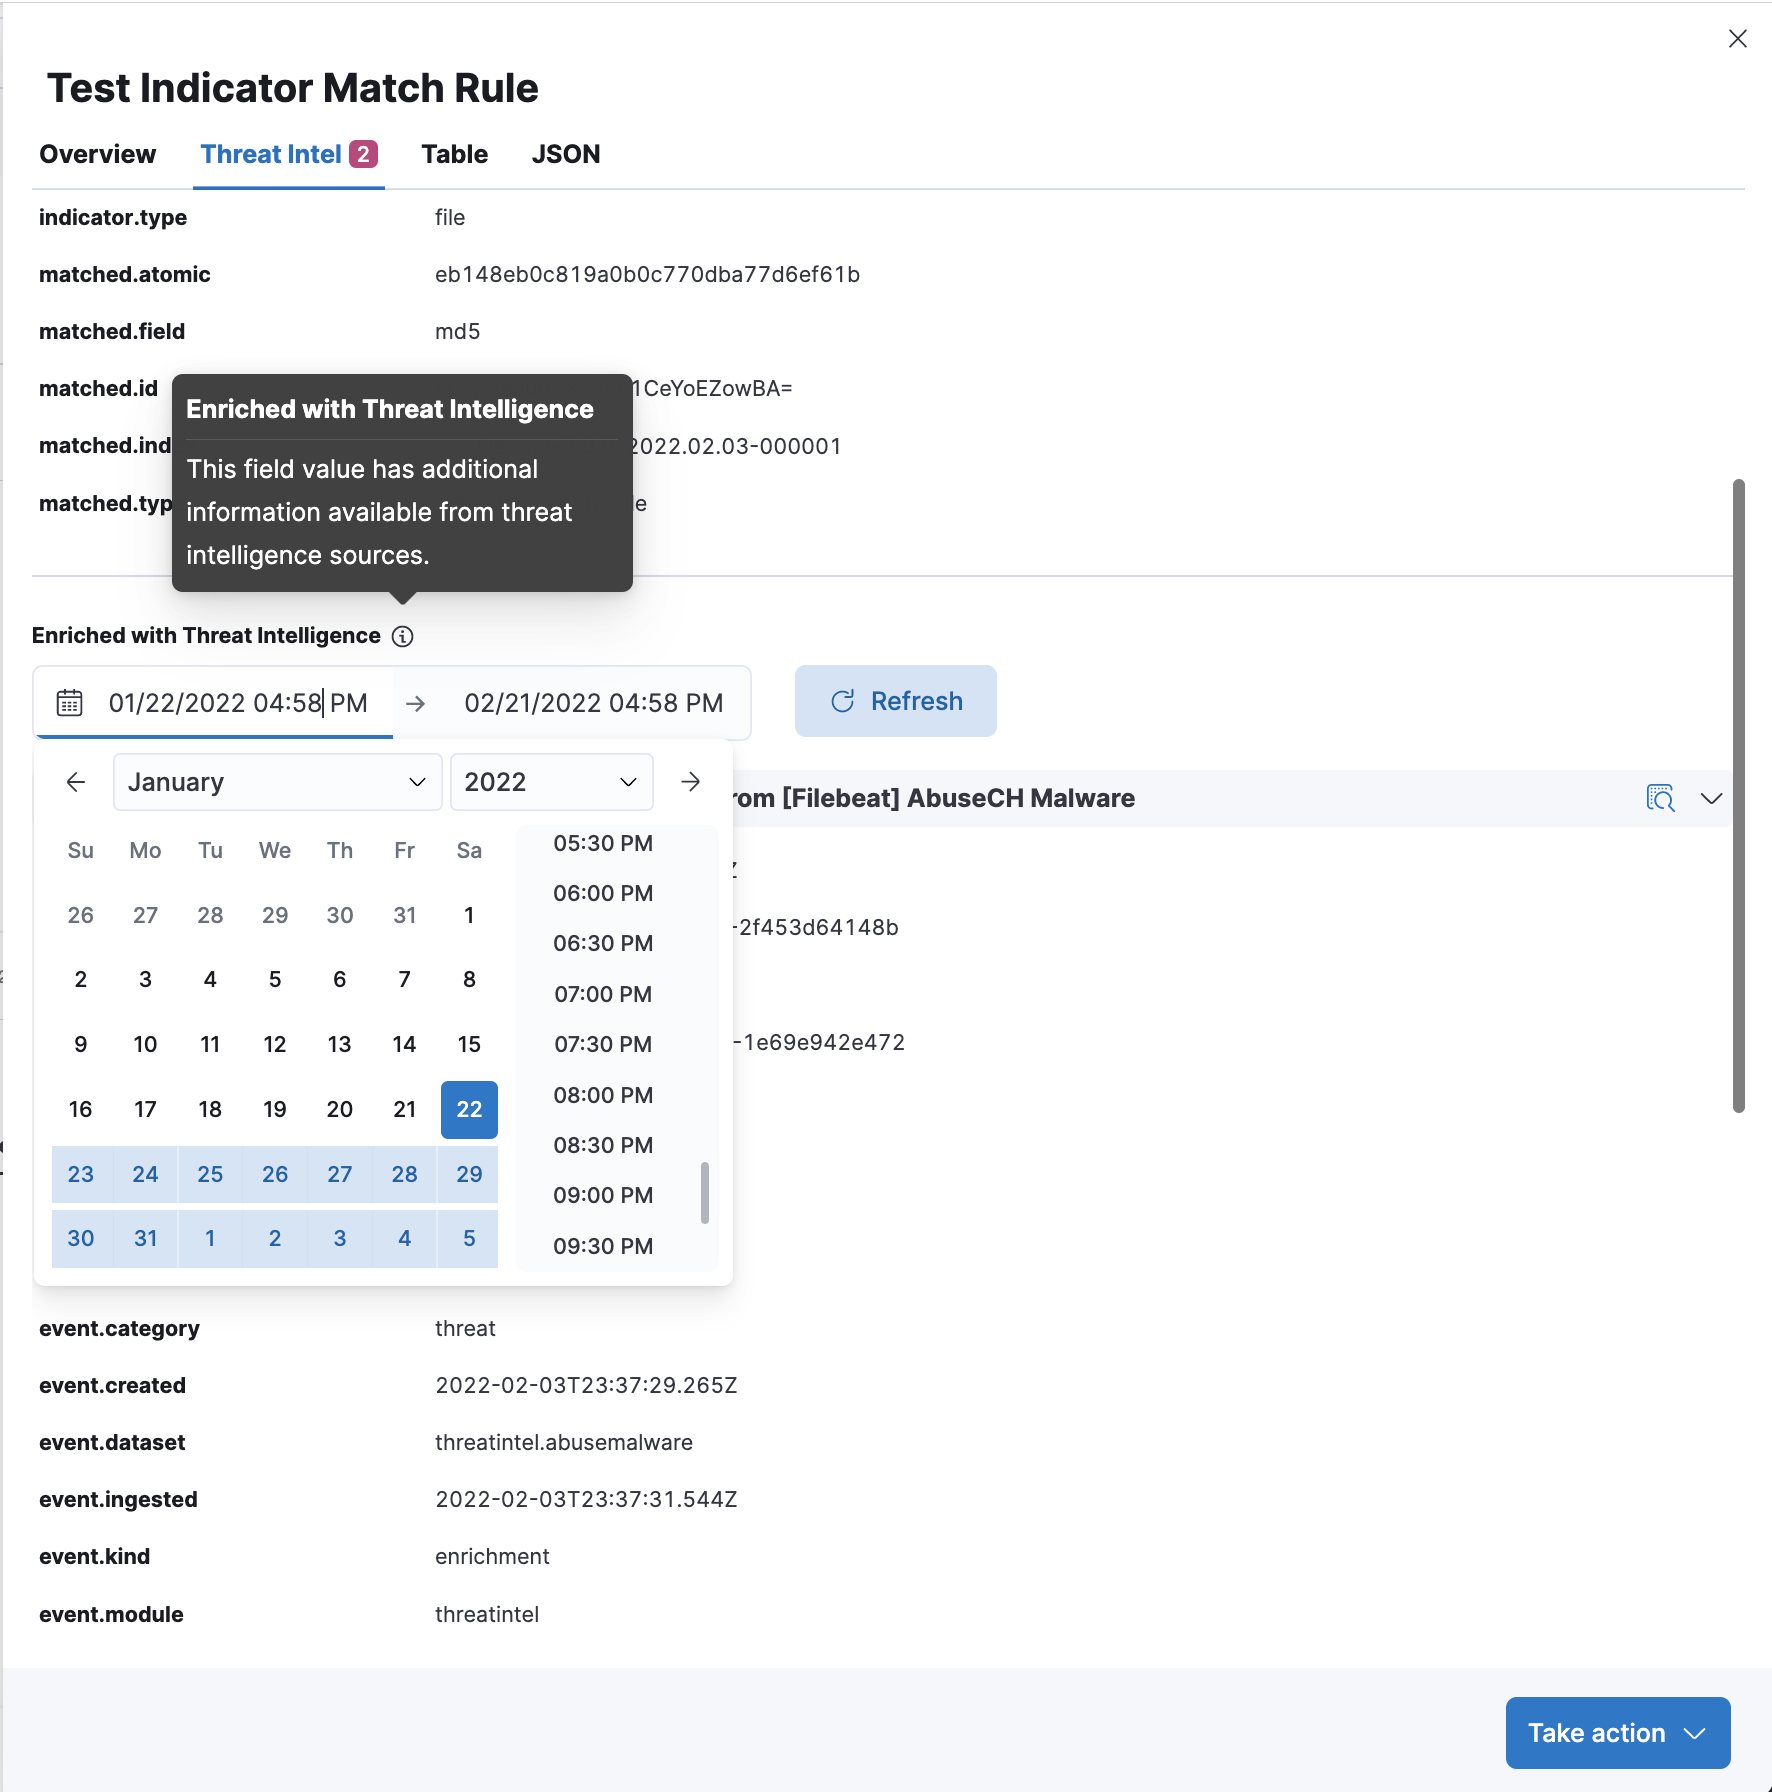 Test Indicator Match Rule
Overview Threat Intel 2 Table JSON
indicator.type file
matched.atomic eb148eb0c819a0b0c770dba77d6ef61b
matched.field md5
matched.id 1CeYoEZowBA=
matched.ind 2022.02.03-000001
matched.typ le
Enriched with Threat Intelligence
This field value has additional
information available from threat
intelligence sources.
Enriched with Threat Intelligence
01/22/2022 04:58 PM → 02/21/2022 04:58 PM Refresh
January 2022
rom [Filebeat] AbuseCH Malware
Su Mo Tu We Th Fr Sa
26 27 28 29 30 31 1
2 3 4 5 6 7 8
9 10 11 12 13 14 15
16 17 18 19 20 21 22
23 24 25 26 27 28 29
30 31 1 2 3 4 5
05:30 PM
06:00 PM
06:30 PM
07:00 PM
07:30 PM
08:00 PM
08:30 PM
09:00 PM
09:30 PM
Z
-2f453d64148b
-1e69e942e472
event.category threat
event.created 2022-02-03T23:37:29.265Z
event.dataset threatintel.abusemalware
event.ingested 2022-02-03T23:37:31.544Z
event.kind enrichment
event.module threatintel
Take action